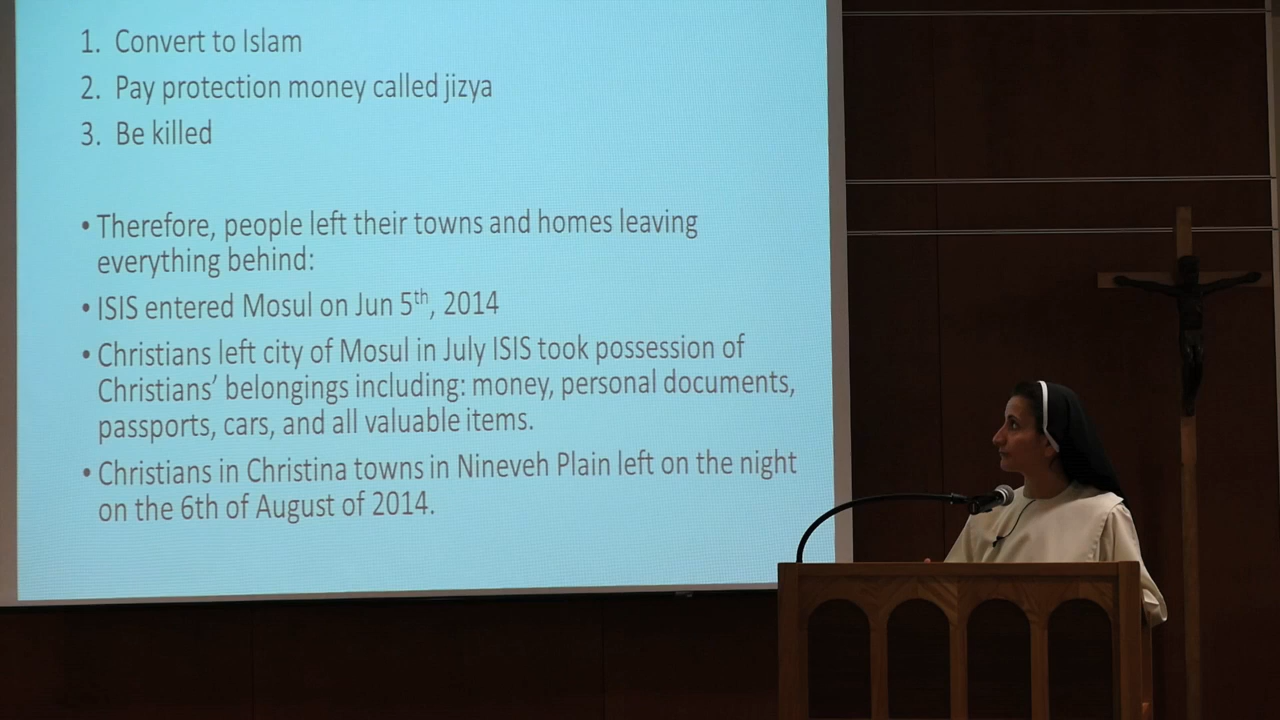 1. Convert to Islam
2. Pay protection money called jizya
3. Be killed
• Therefore, people left their towns and homes leaving
everything behind:
• ISIS entered Mosul on Jun 5th, 2014
• Christians left city of Mosul in July ISIS took possession of
Christians' belongings including: money, personal documents,
passports, cars, and all valuable items.
• Christians in Christina towns in Nineveh Plain left on the night
on the 6th of August of 2014.